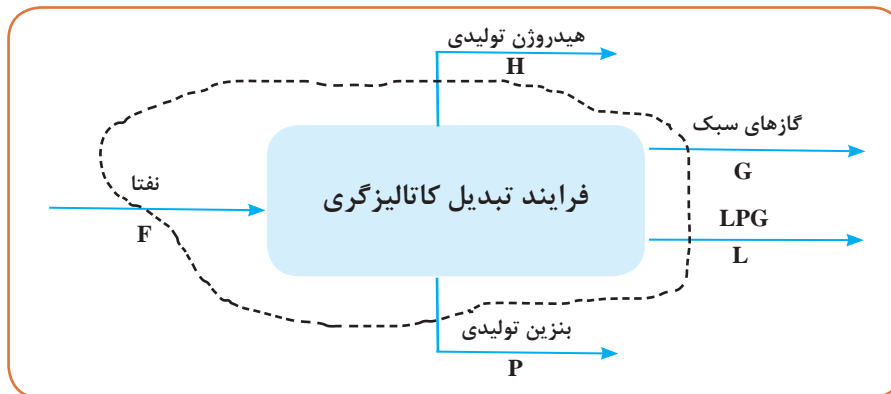 هیدروژن تولیدی
H
گازهای سبک
G
نفتا
F
فرایند تبدیل کاتالیزگری
LPG
L
بنزین تولیدی
P